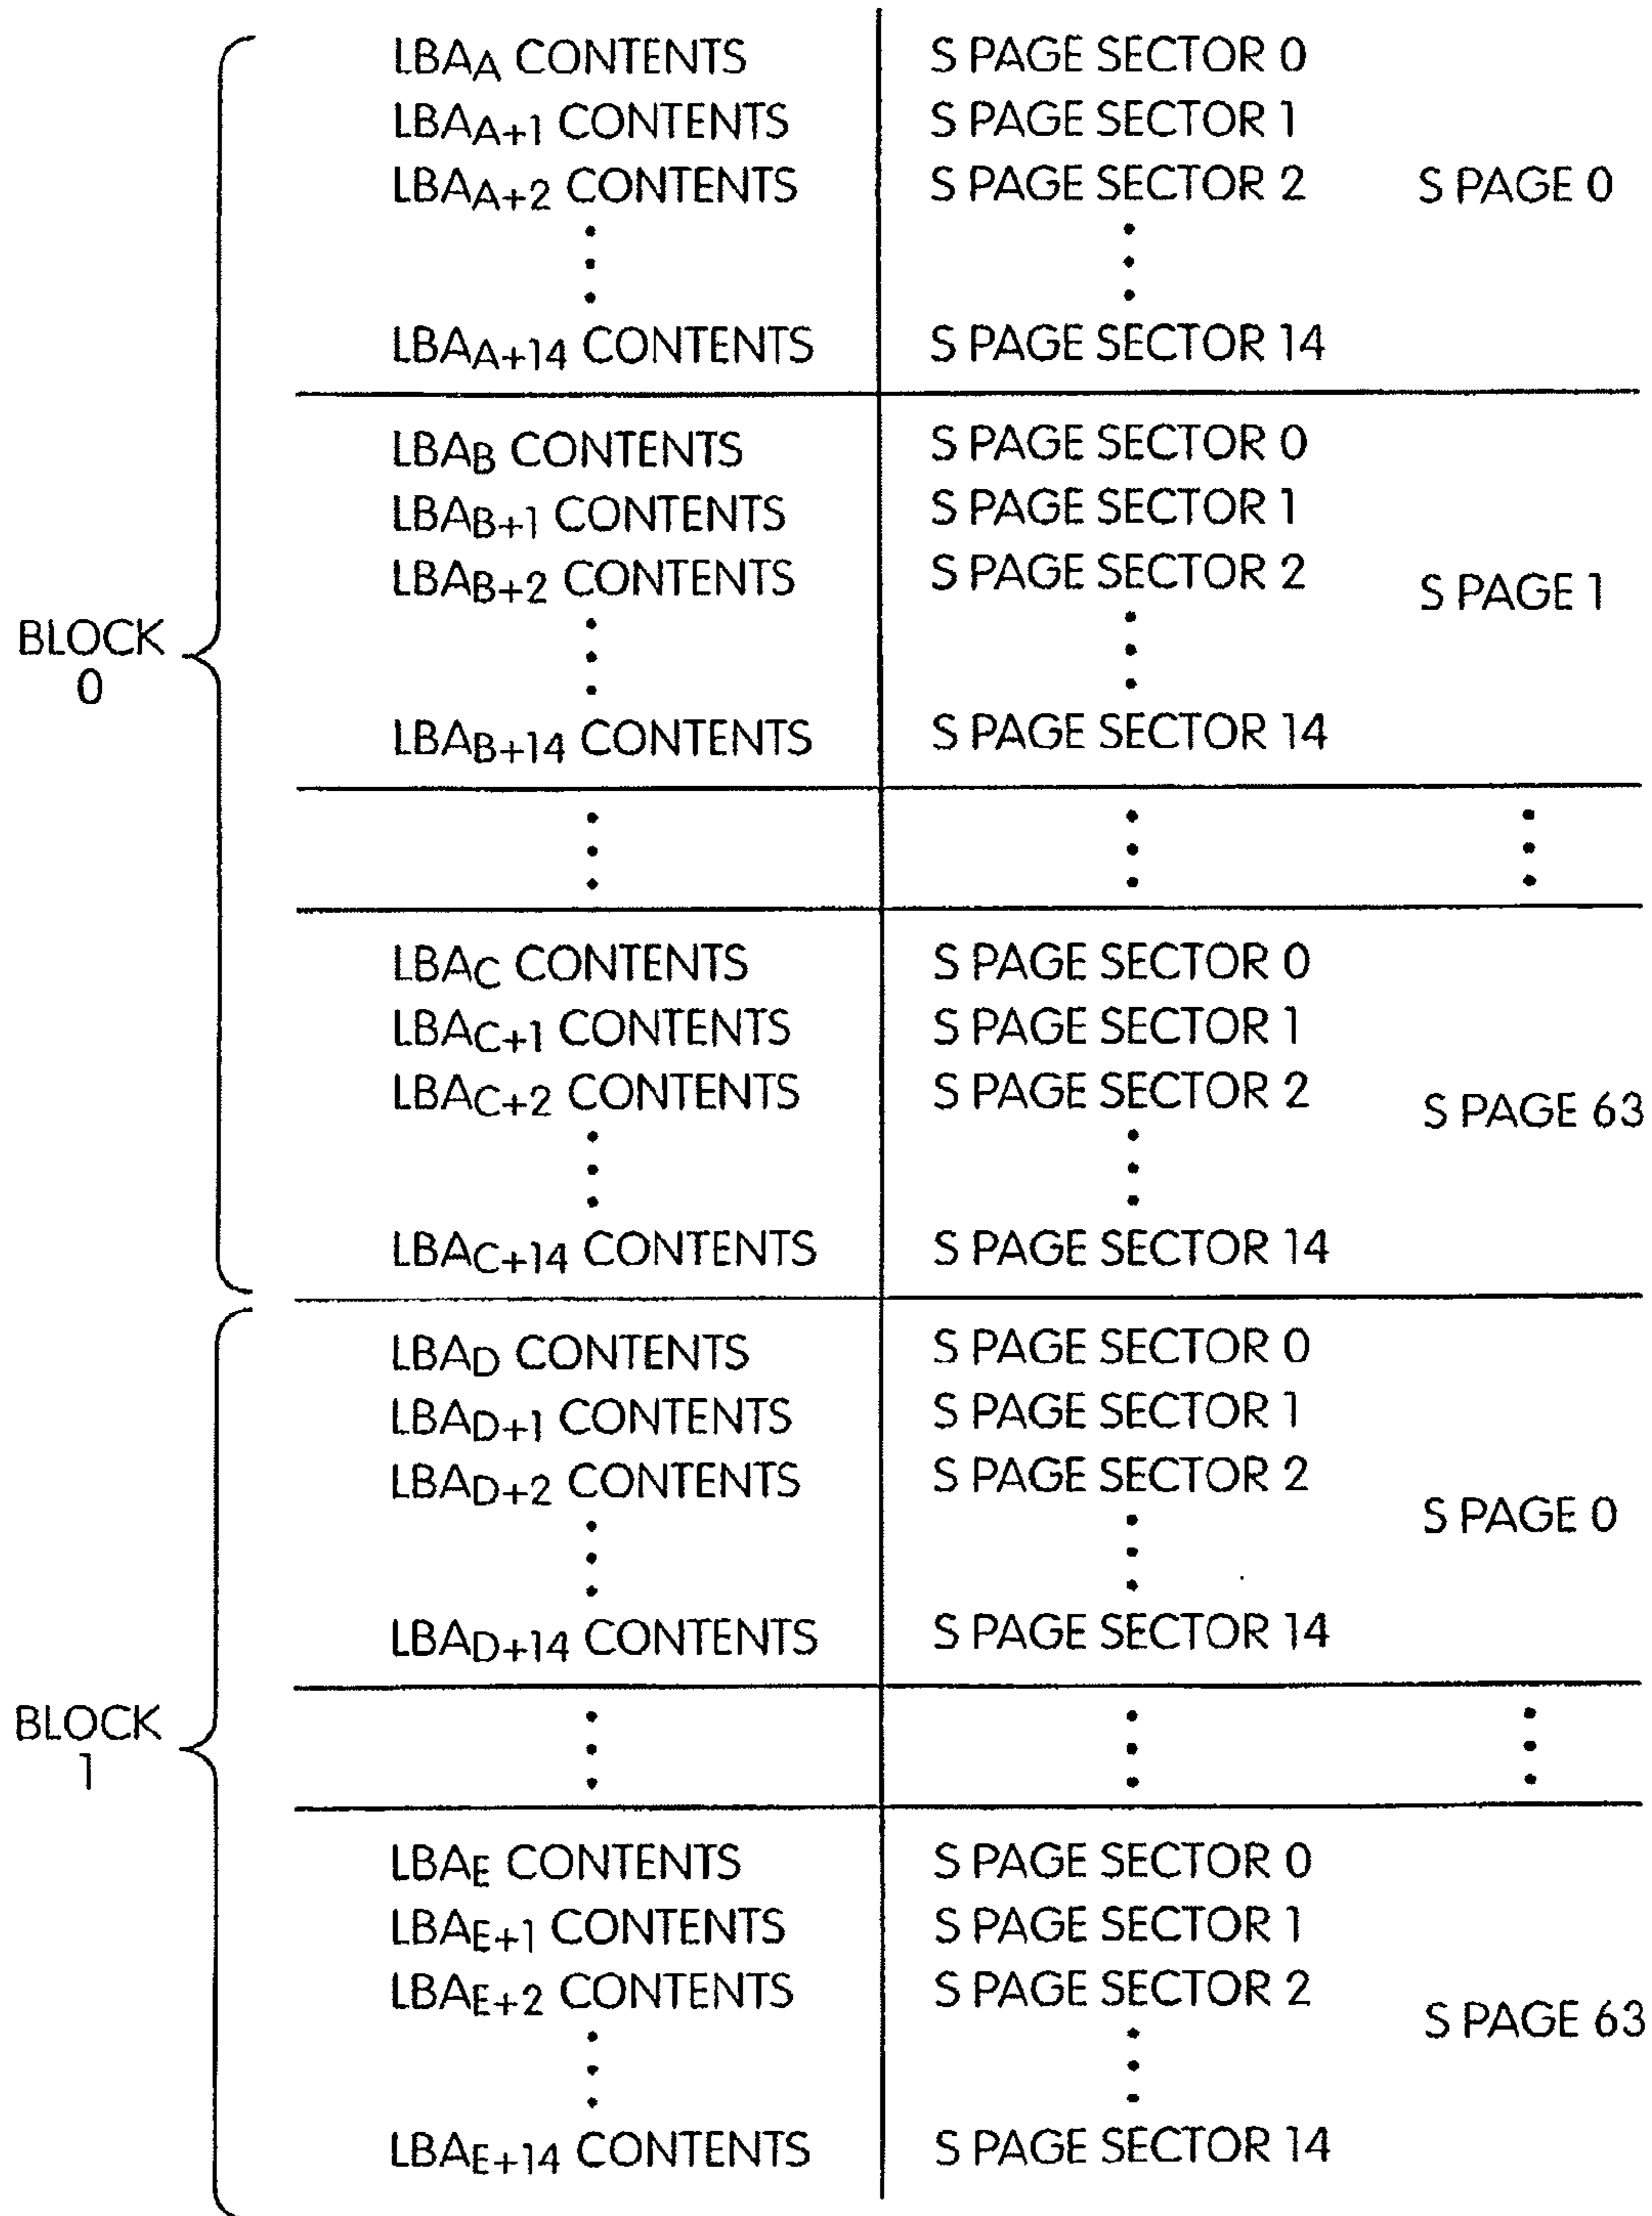 LBAA CONTENTS S PAGE SECTOR 0
LBAA+1 CONTENTS S PAGE SECTOR 1
LBAA+2 CONTENTS S PAGE SECTOR 2 S PAGE 0
LBAA+14 CONTENTS S PAGE SECTOR 14
LBAB CONTENTS S PAGE SECTOR 0
LBAB+1 CONTENTS S PAGE SECTOR 1
LBAB+2 CONTENTS S PAGE SECTOR 2 S PAGE 1
BLOCK
0
LBAB+14 CONTENTS S PAGE SECTOR 14
LBAC CONTENTS S PAGE SECTOR 0
LBAC+1 CONTENTS S PAGE SECTOR 1
LBAC+2 CONTENTS S PAGE SECTOR 2 S PAGE 63
LBAC+14 CONTENTS S PAGE SECTOR 14
LBAD CONTENTS S PAGE SECTOR 0
LBAD+1 CONTENTS S PAGE SECTOR 1
LBAD+2 CONTENTS S PAGE SECTOR 2 S PAGE 0
LBAD+14 CONTENTS S PAGE SECTOR 14
BLOCK
1
LBAE CONTENTS S PAGE SECTOR 0
LBAE+1 CONTENTS S PAGE SECTOR 1
LBAE+2 CONTENTS S PAGE SECTOR 2 S PAGE 63
LBAE+14 CONTENTS S PAGE SECTOR 14